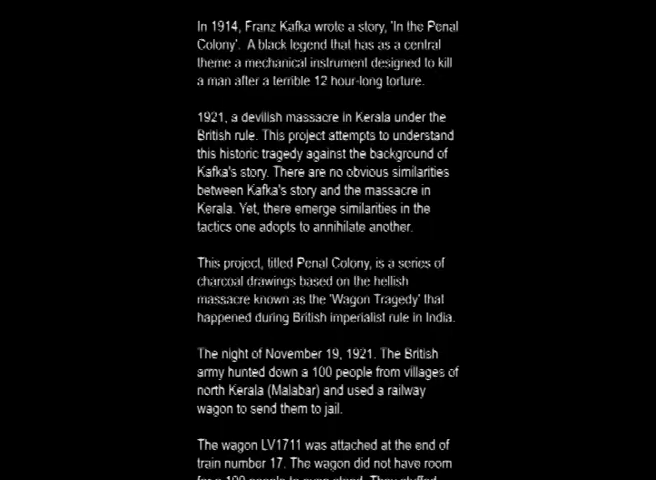 In 1914, Franz Kafka wrote a story, 'In the Penal
Colony'. A black legend that has as a central
theme a mechanical instrument designed to kill
a man after a terrible 12 hour-long torture.
1921, a devilish massacre in Kerala under the
British rule. This project attempts to understand
this historic tragedy against the background of
Kafka's story. There are no obvious similarities
between Kafka's story and the massacre in
Kerala. Yet, there emerge similarities in the
tactics one adopts to annihilate another.
This project, titled Penal Colony, is a series of
charcoal drawings based on the hellish
massacre known as the 'Wagon Tragedy' that
happened during British imperialist rule in India.
The night of November 19, 1921. The British
army hunted down a 100 people from villages of
north Kerala (Malabar) and used a railway
wagon to send them to jail.
The wagon LV1711 was attached at the end of
train number 17. The wagon did not have room